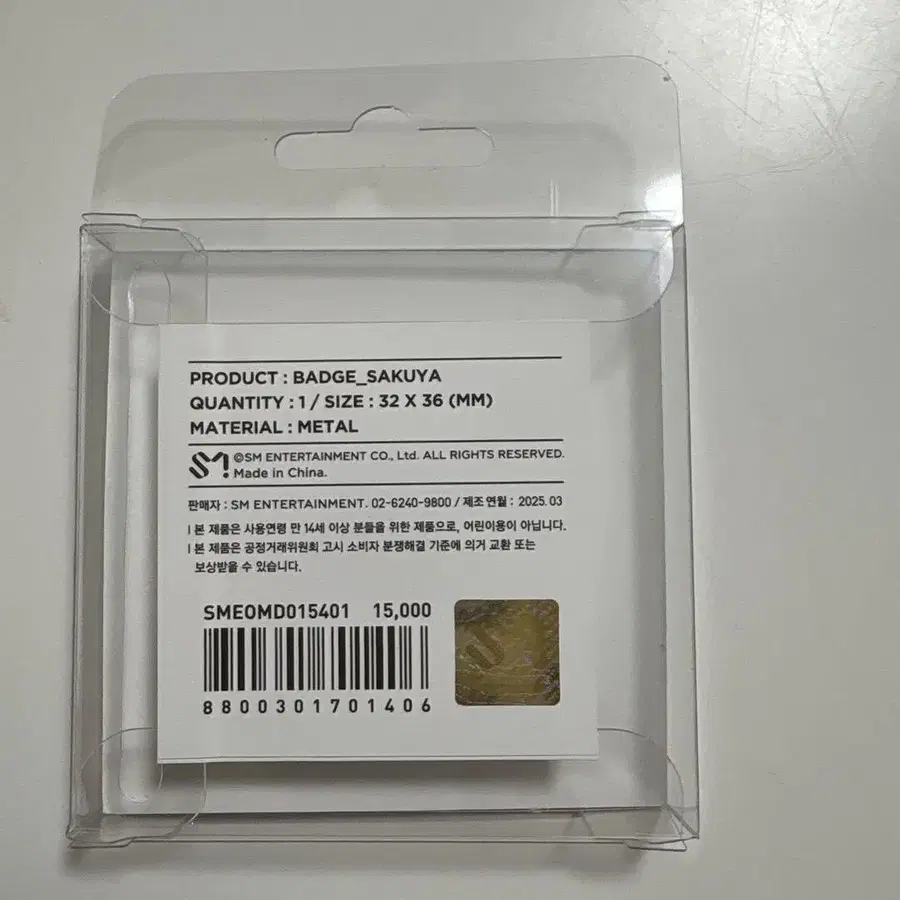 PRODUCT : BADGE_SAKUYA
QUANTITY : 1 / SIZE : 32 X 36 (MM)
MATERIAL : METAL
SM ©SM ENTERTAINMENT CO., Ltd. ALL RIGHTS RESERVED.
Made in China.
판매자 : SM ENTERTAINMENT. 02-6240-9800 / 제조연월 : 2025.03
| 본 제품은 사용연령 만 14세 이상 분들을 위한 제품으로, 어린이용이 아닙니다.
| 본 제품은 공정거래위원회 고시 소비자 분쟁해결 기준에 의거 교환 또는
보상받을 수 있습니다.
SMEOMD015401 15,000
8800301701406